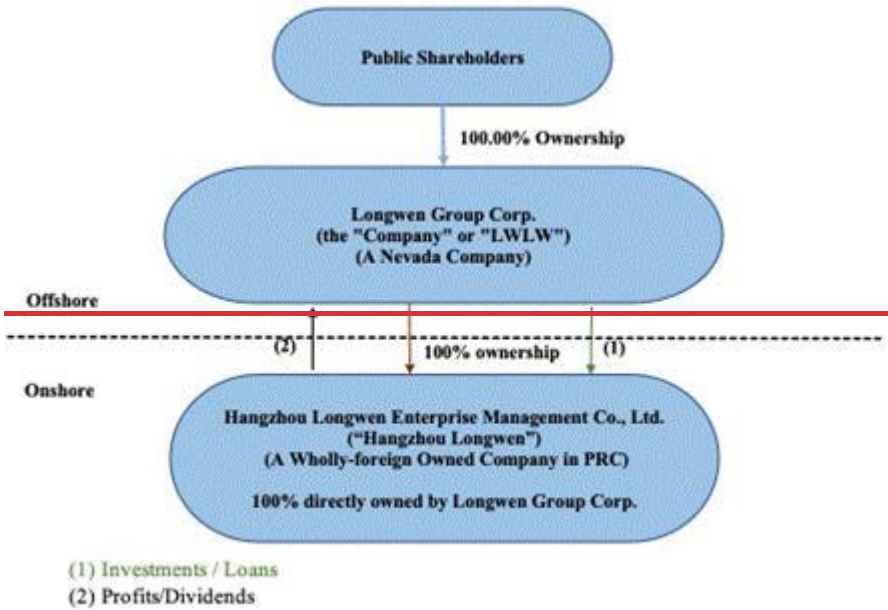 Public Shareholders
100.00% Ownership
Longwen Group Corp.
(the "Company" or "LWLW")
(A Nevada Company)
Offshore
(2)
100% ownership
(1)
Onshore
Hangzhou Longwen Enterprise Management Co., Ltd.
(“Hangzhou Longwen”)
(A Wholly-foreign Owned Company in PRC)
100% directly owned by Longwen Group Corp.
(1) Investments / Loans
(2) Profits/Dividends